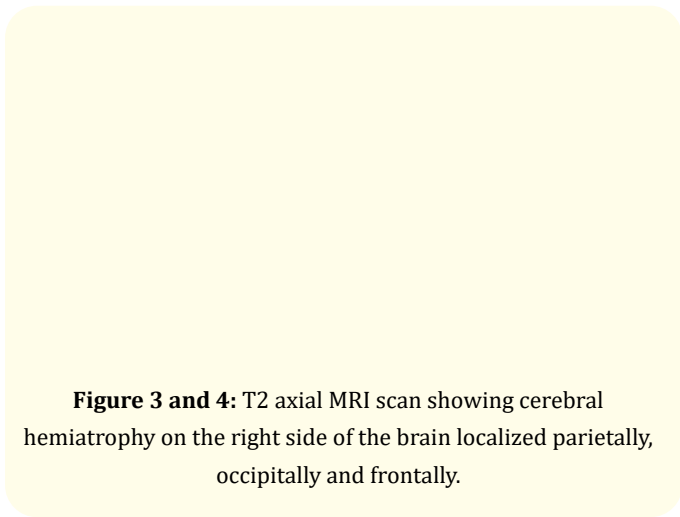 Figure 3 and 4: T2 axial MRI scan showing cerebral
hemiatrophy on the right side of the brain localized parietally,
occipitally and frontally.